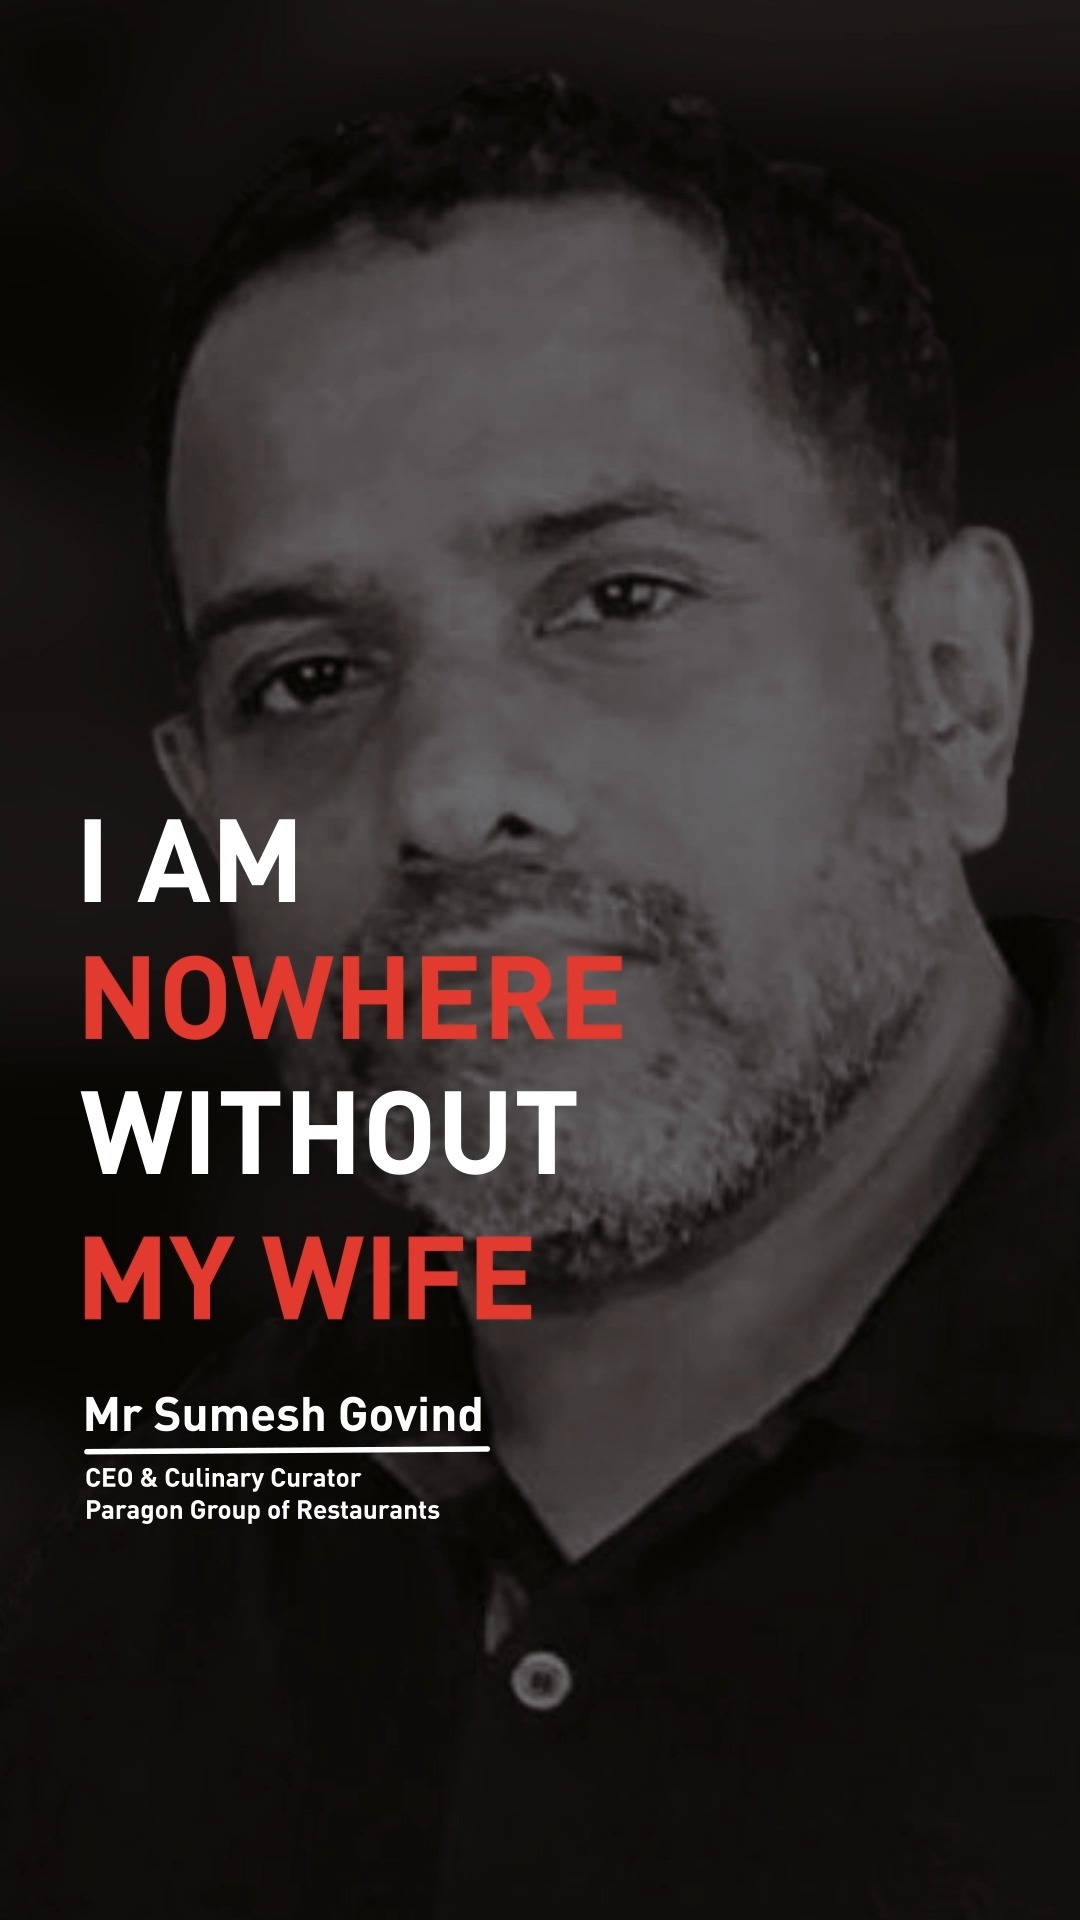 I AM
NOWHERE
WITHOUT
MY WIFE
Mr Sumesh Govind
CEO & Culinary Curator
Paragon Group of Restaurants